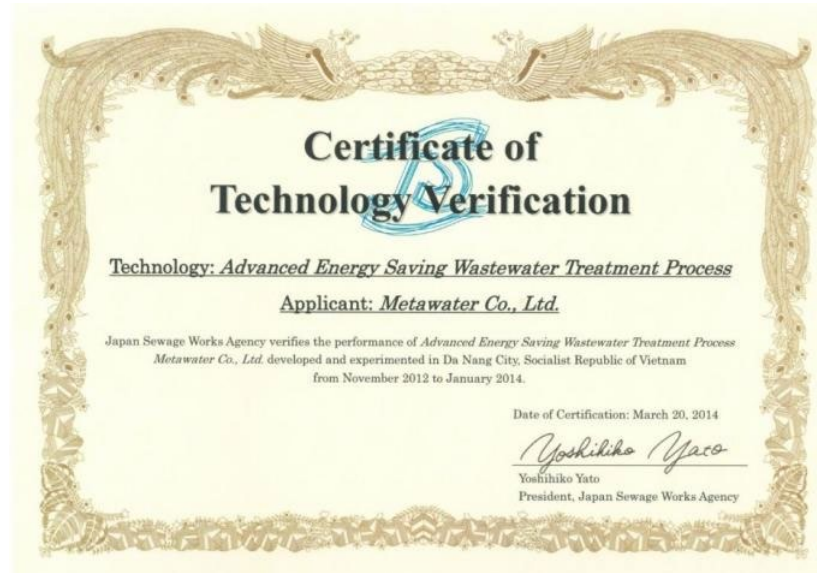 Certificate of
Technology Verification
Technology: Advanced Energy Saving Wastewater Treatment Process
Applicant: Metawater Co., Ltd.
Japan Sewage Works Agency verifies the performance of Advanced Energy Saving Wastewater Treatment Process
Metawater Co., Ltd. developed and experimented in Da Nang City, Socialist Republic of Vietnam
from November 2012 to January 2014.
Date of Certification: March 20, 2014
Yoshihiko Yato
Yoshihiko Yato
President, Japan Sewage Works Agency